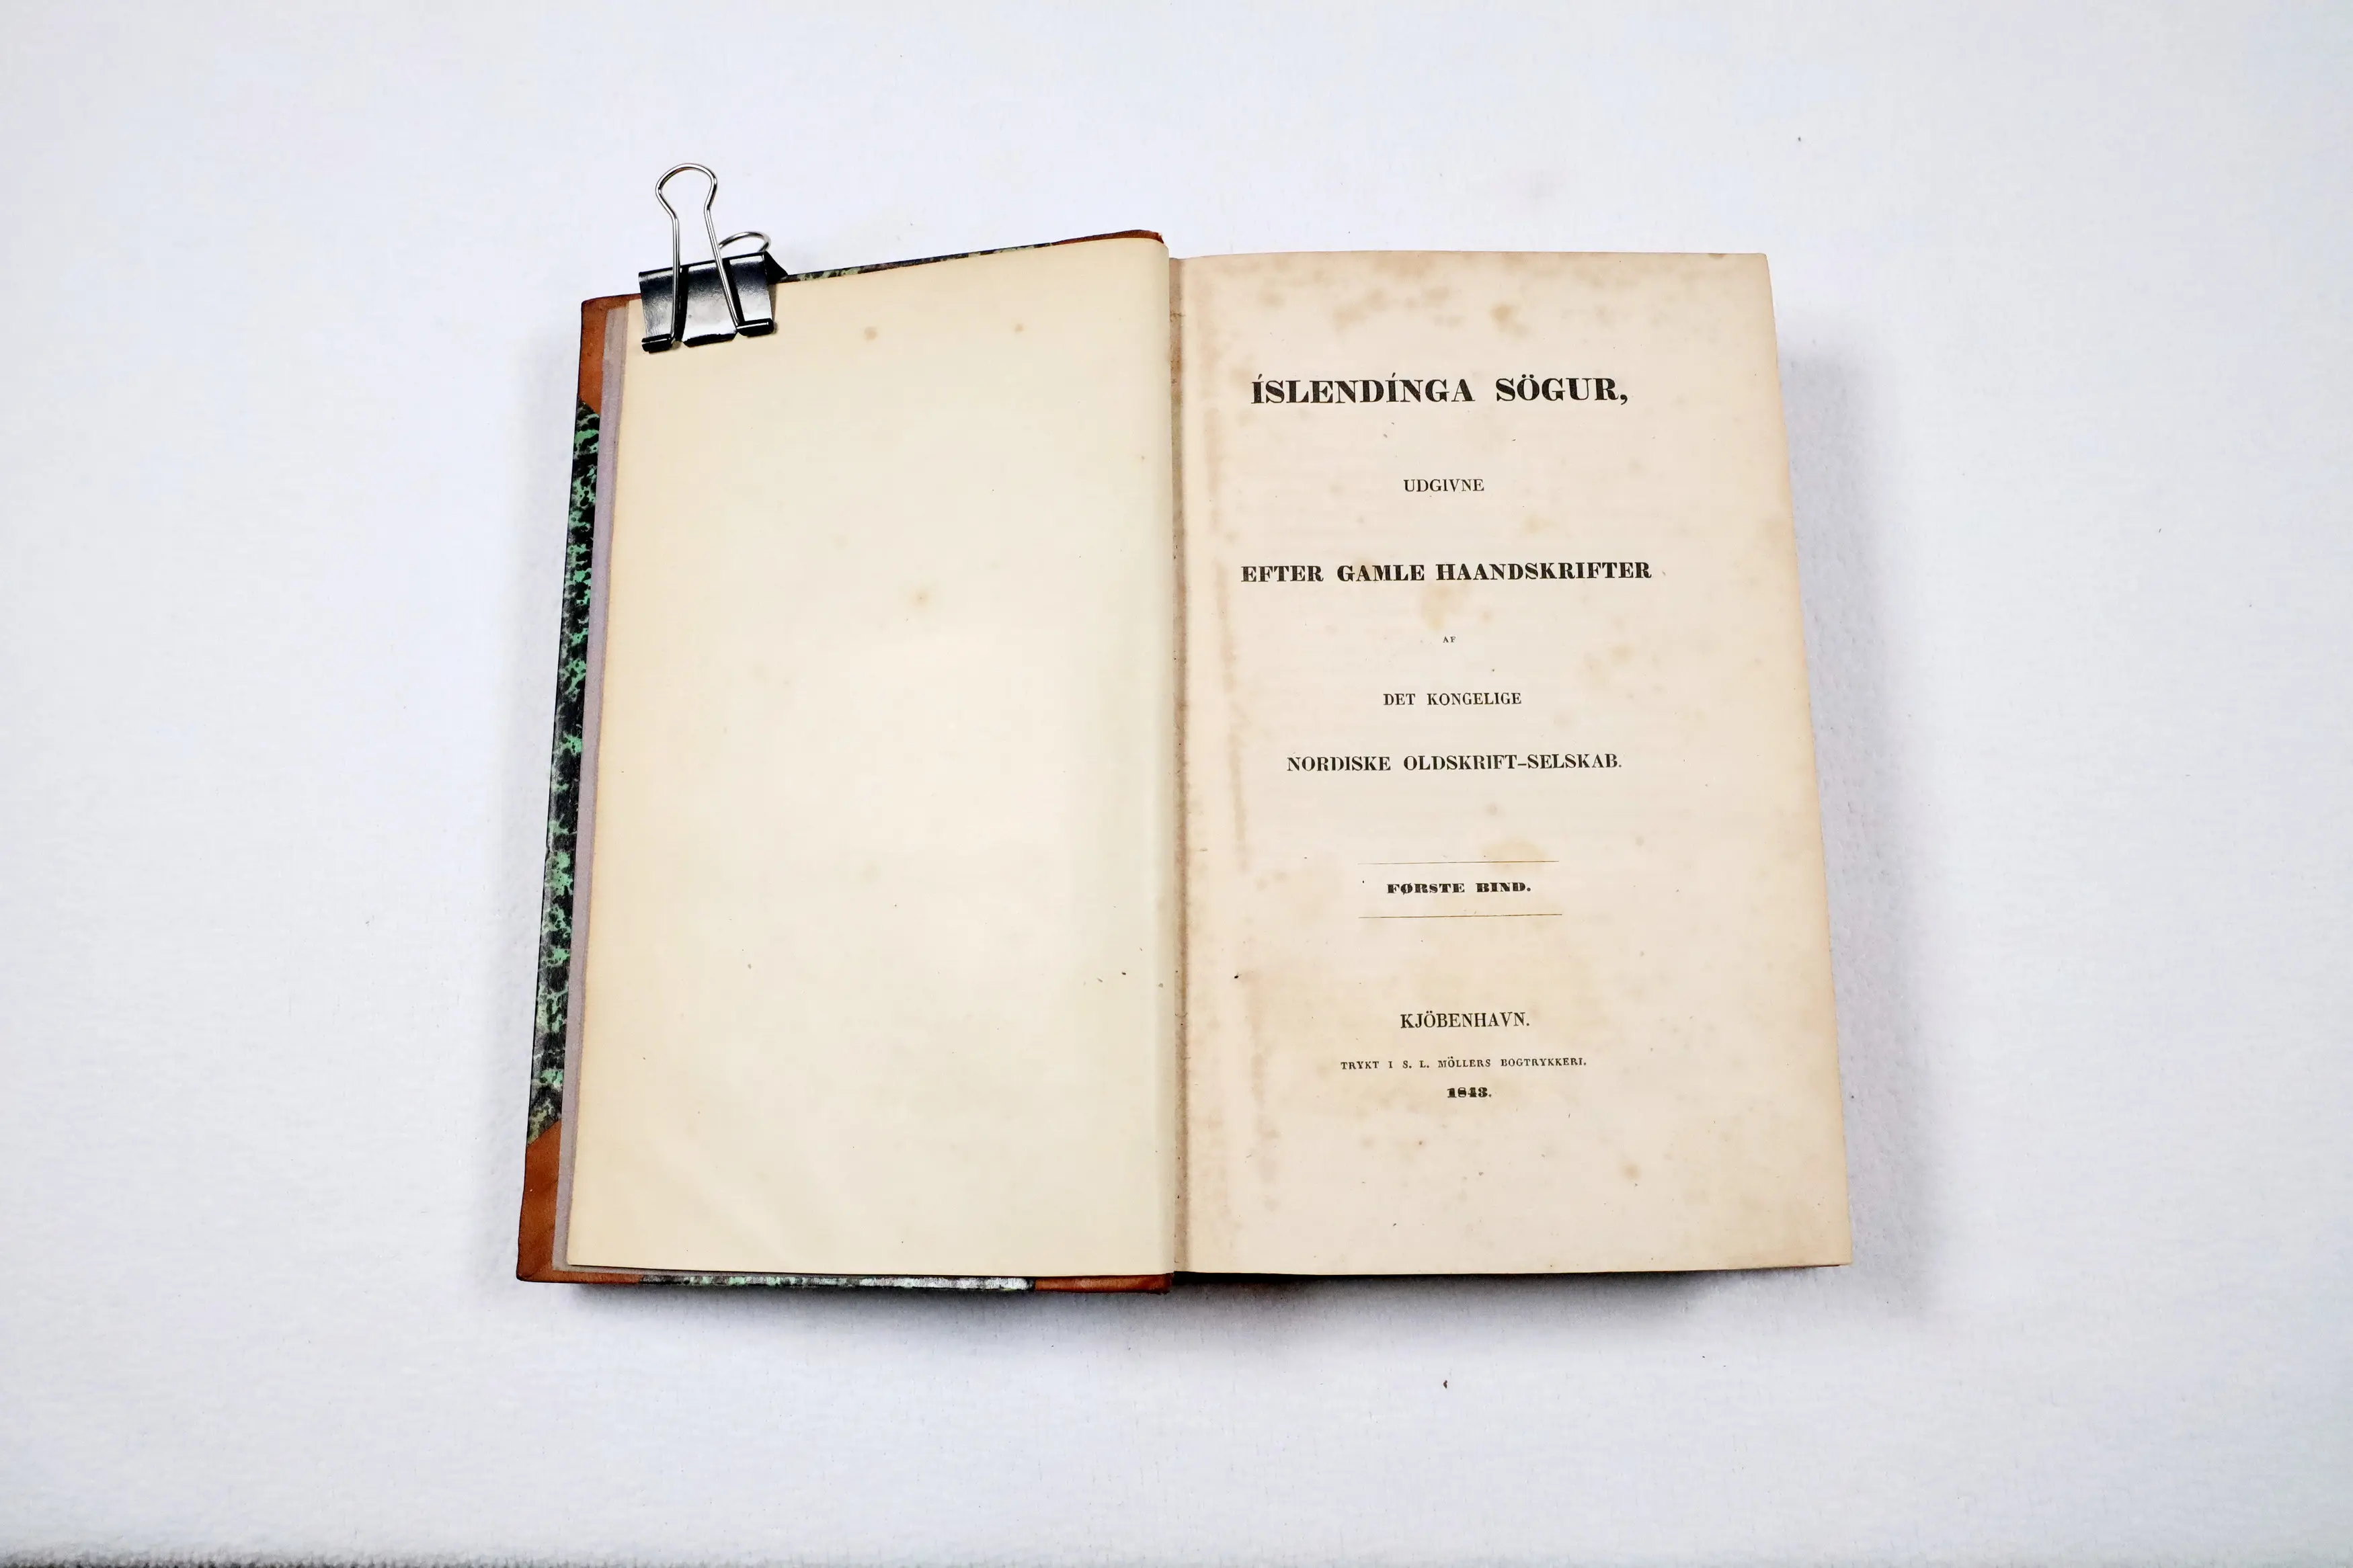 ÍSLENDÍNGA SÖGUR,
UDGIVNE
EFTER GAMLE HAANDSKRIFTER
AF
DET KONGELIGE
NORDISKE OLDSKRIFT-SELSKAB.
FØRSTE BIND.
KJÖBENHAVN.
TRYKT I S. L. MÖLLERS BOGTRYKKERI.
1843.